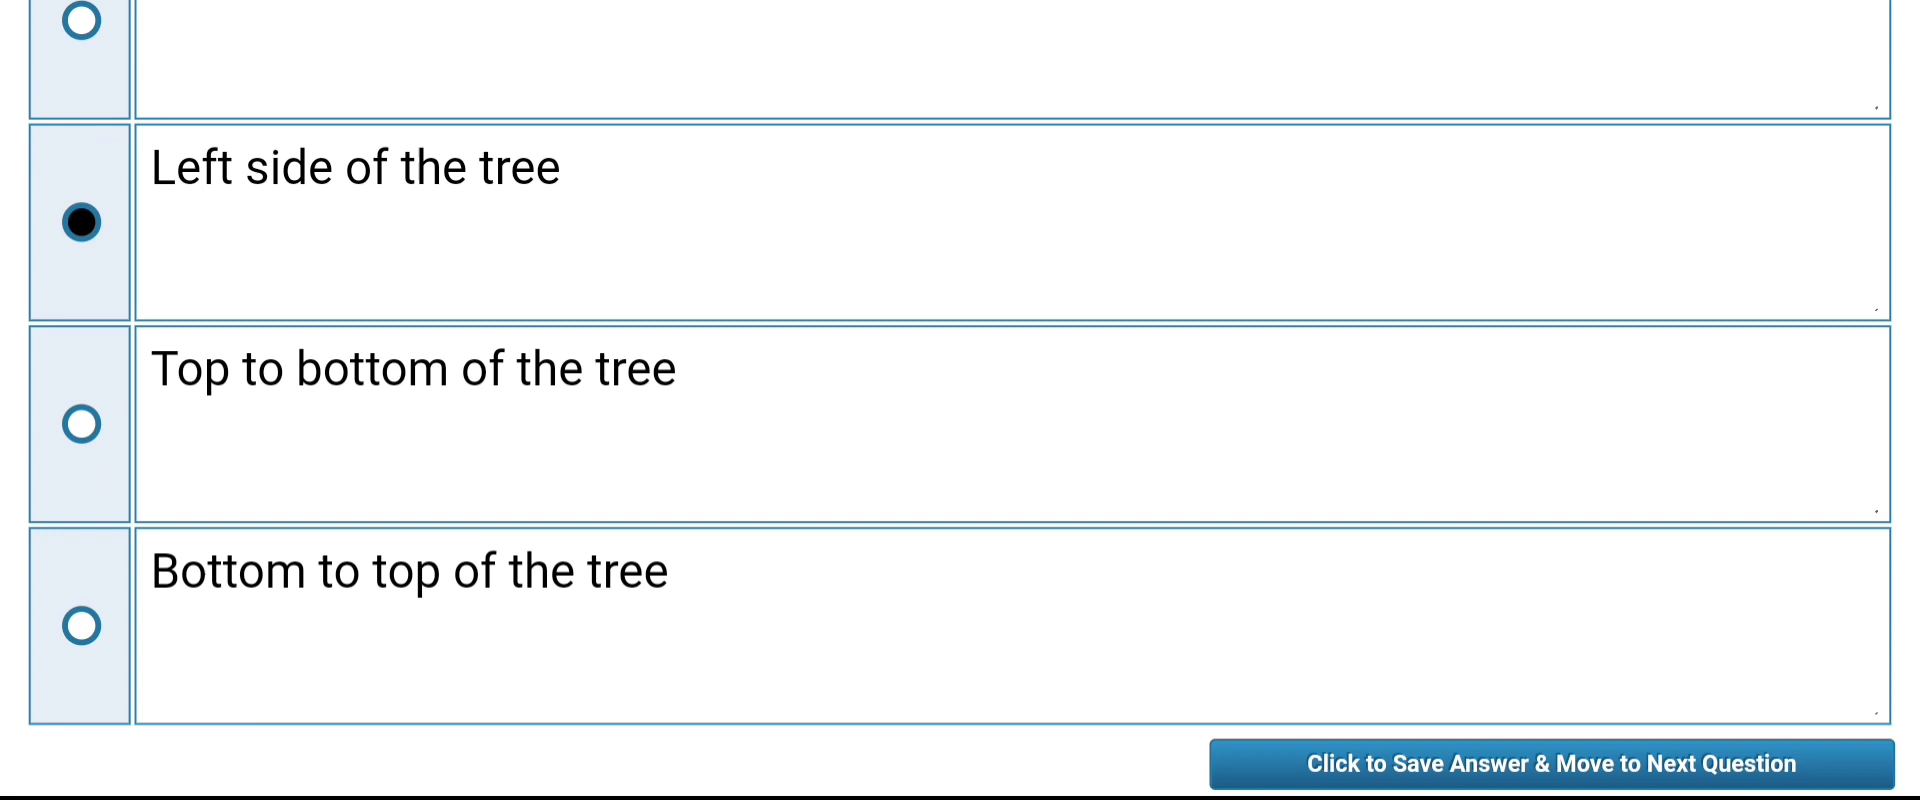 Left side of the tree
Top to bottom of the tree
Bottom to top of the tree
Click to Save Answer & Move to Next Question